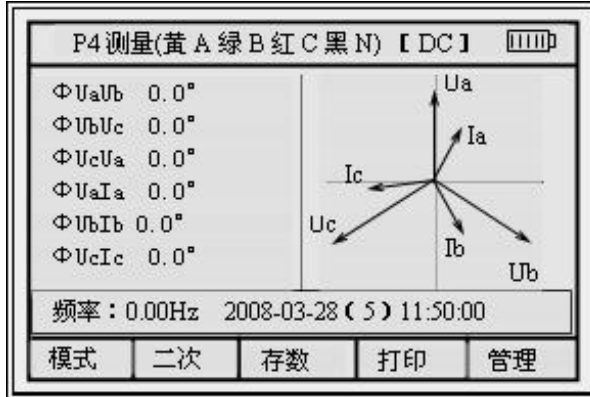 P4测量(黄A绿B红C黑N)【DC】
ΦUaUb 0.0°
ΦUbUc 0.0°
ΦUcUa 0.0°
ΦUaIa 0.0°
ΦUbIb 0.0°
ΦUcIc 0.0°
Ua
Ia
Ic
Uc
Ib
Ub
频率：0.00Hz 2008-03-28（5）11:50:00
模式 二次 存数 打印 管理